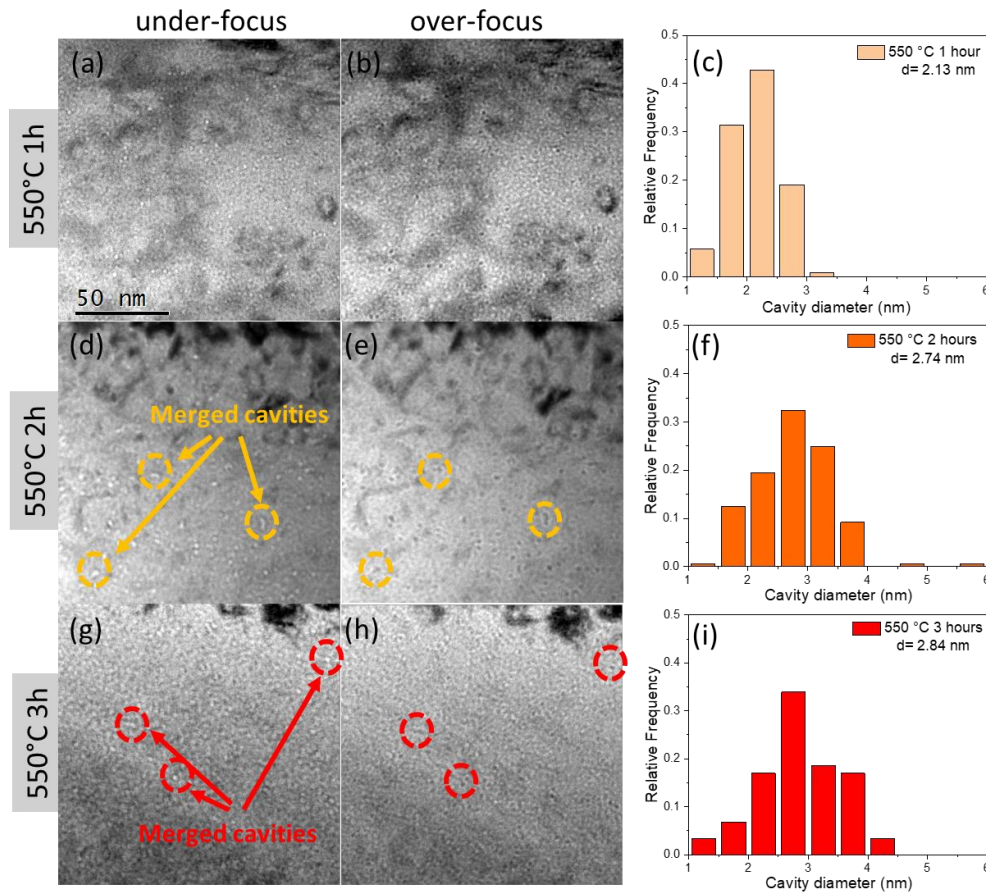 under-focus
over-focus
550°C 1h
(a)
50 nm
(b)
(c)
550 °C 1 hour
d= 2.13 nm
Relative Frequency
0.5
0.4
0.3
0.2
0.1
0.0
1 2 3 4 5 6
Cavity diameter (nm)
550°C 2h
(d)
Merged cavities
(e)
(f)
550 °C 2 hours
d= 2.74 nm
Relative Frequency
0.5
0.4
0.3
0.2
0.1
0.0
1 2 3 4 5 6
Cavity diameter (nm)
550°C 3h
(g)
Merged cavities
(h)
(i)
550 °C 3 hours
d= 2.84 nm
Relative Frequency
0.5
0.4
0.3
0.2
0.1
0.0
1 2 3 4 5 6
Cavity diameter (nm)